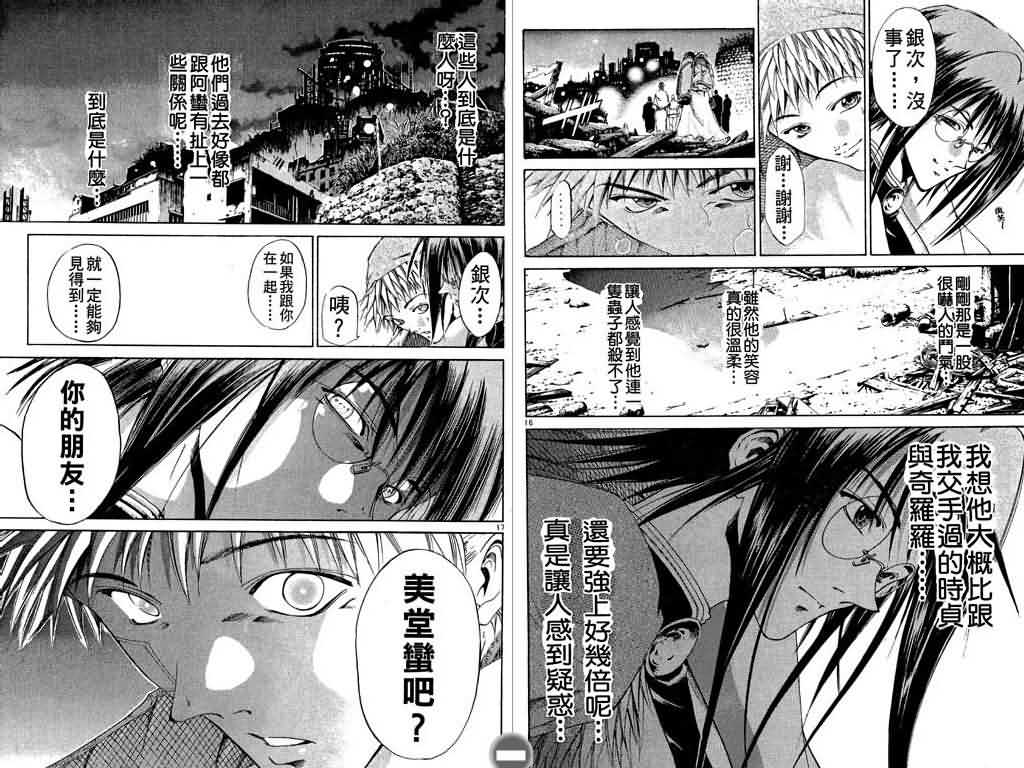 銀次，沒
事了……
微笑～
謝…謝謝…
……
剛剛那是一股
很嚇人的鬥氣
雖然他的笑容
真的很溫柔…
讓人感覺到他連
隻蟲子都殺不了…
16
我想他大概比跟
我交手過的時貞
與奇羅羅……
還要強上好幾倍呢…
真是讓人感到疑惑…
這些人到底是什
麼人呀…？
他們過去好像都
跟阿蠻有扯上一
些關係呢……
到底是什麼…
銀次…
咦？
如果我跟你
在一起……
就一定能夠
見得到……
你的朋友…
17
美堂蠻吧？